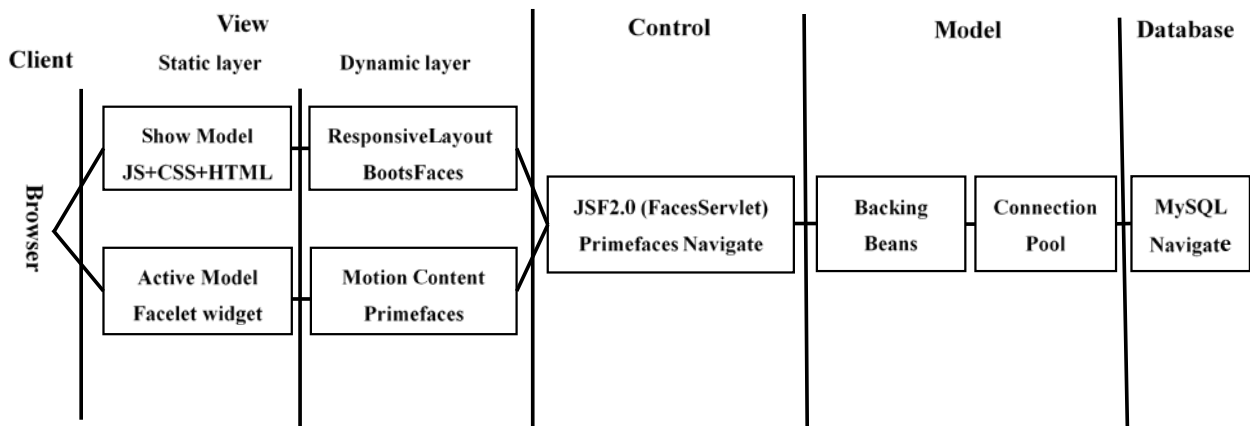 View
Control
Model
Database
Client
Static layer
Dynamic layer
Show Model
JS+CSS+HTML
ResponsiveLayout
BootsFaces
Browser
JSF2.0 (FacesServlet)
Primefaces Navigate
Backing
Beans
Connection
Pool
MySQL
Navigate
Active Model
Facelet widget
Motion Content
Primefaces